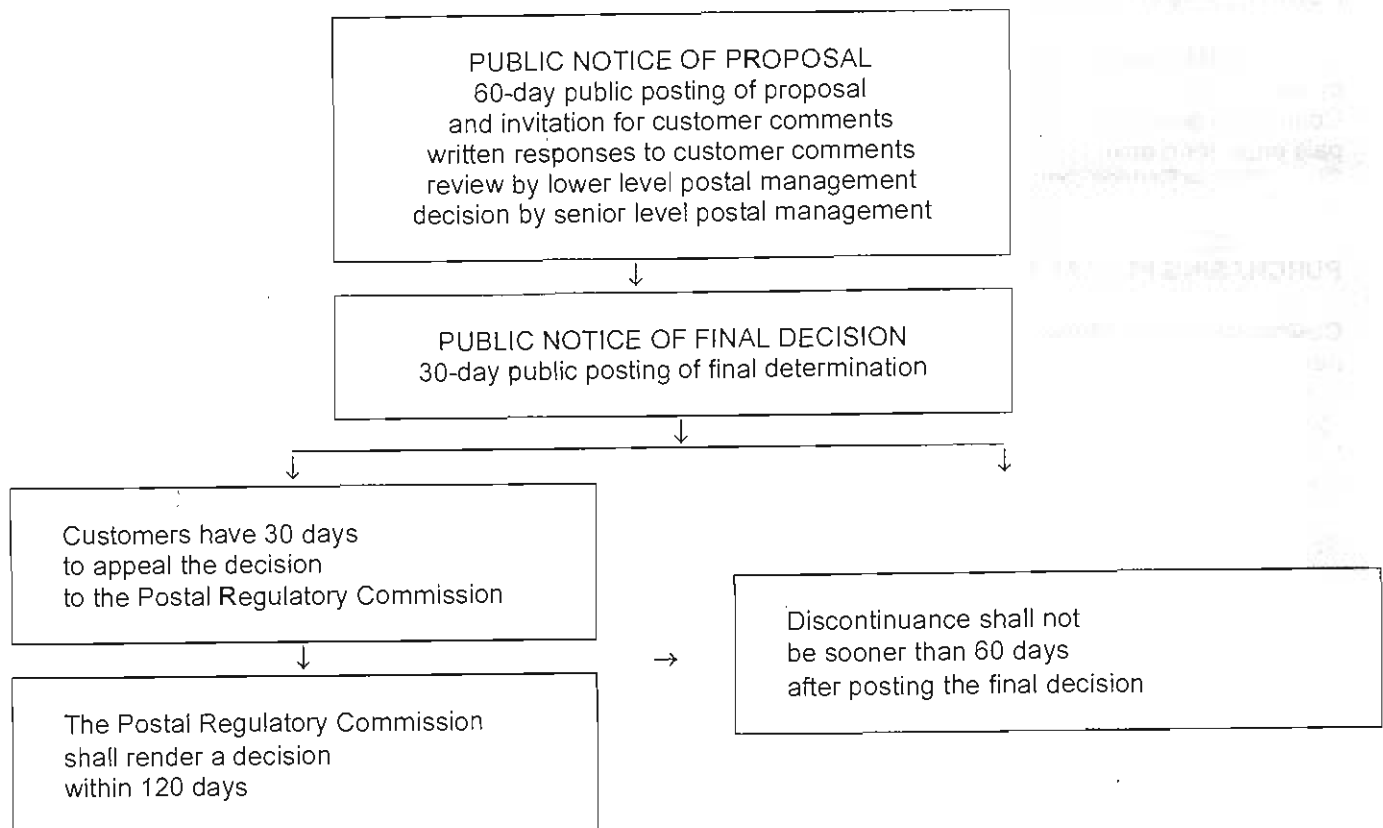 PUBLIC NOTICE OF PROPOSAL
60-day public posting of proposal
and invitation for customer comments
written responses to customer comments
review by lower level postal management
decision by senior level postal management
↓
PUBLIC NOTICE OF FINAL DECISION
30-day public posting of final determination
↓
↓ ↓
Customers have 30 days
to appeal the decision
to the Postal Regulatory Commission
↓
→
Discontinuance shall not
be sooner than 60 days
after posting the final decision
The Postal Regulatory Commission
shall render a decision
within 120 days